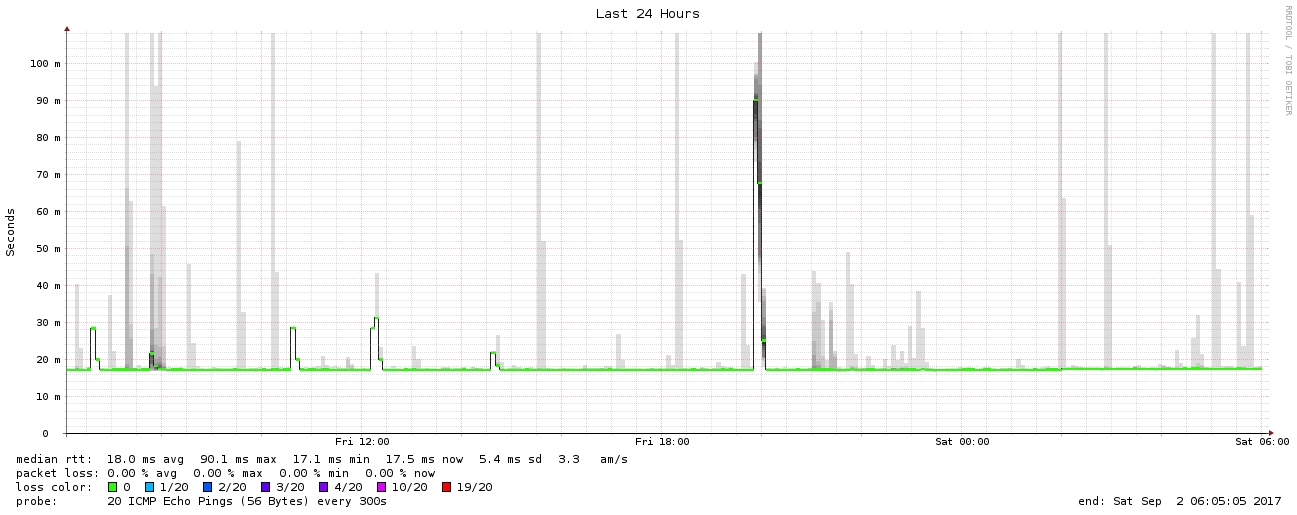 Last 24 Hours
RRDTOOL / TOBI OETIKER
Seconds
100 m
90 m
80 m
70 m
60 m
50 m
40 m
30 m
20 m
10 m
0
Fri 12:00 Fri 18:00 Sat 00:00 Sat 06:00
median rtt: 18.0 ms avg 90.1 ms max 17.1 ms min 17.5 ms now 5.4 ms sd 3.3 am/s
packet loss: 0.00 % avg 0.00 % max 0.00 % min 0.00 % now
loss color: 0 1/20 2/20 3/20 4/20 10/20 19/20
probe: 20 ICMP Echo Pings (56 Bytes) every 300s end: Sat Sep 2 06:05:05 2017